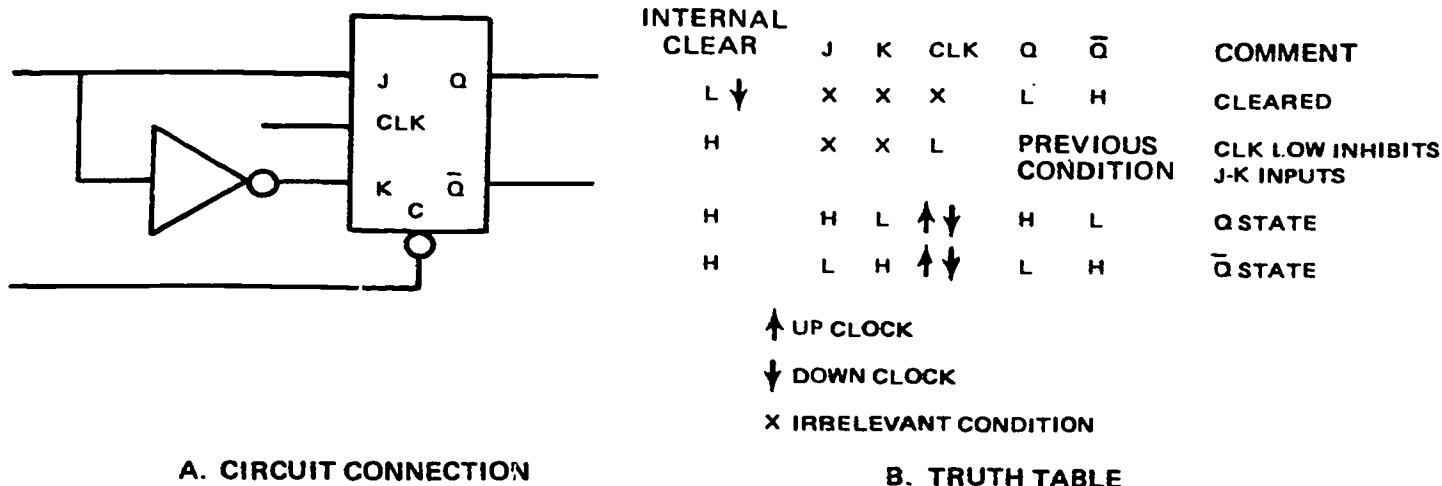 J Q
CLK
K Q̅
C
A. CIRCUIT CONNECTION
INTERNAL
CLEAR J K CLK Q Q̅ COMMENT
L ↓ X X X L H CLEARED
H X X L PREVIOUS CONDITION CLK LOW INHIBITS J-K INPUTS
H H L ↑↓ H L Q STATE
H L H ↑↓ L H Q̅ STATE
↑ UP CLOCK
↓ DOWN CLOCK
X IRRELEVANT CONDITION
B. TRUTH TABLE